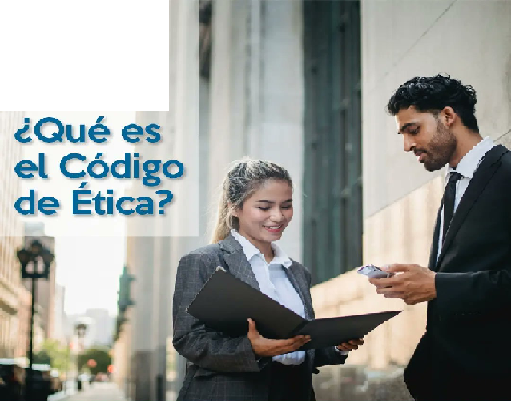 ¿Qué es
el Código
de Ética?